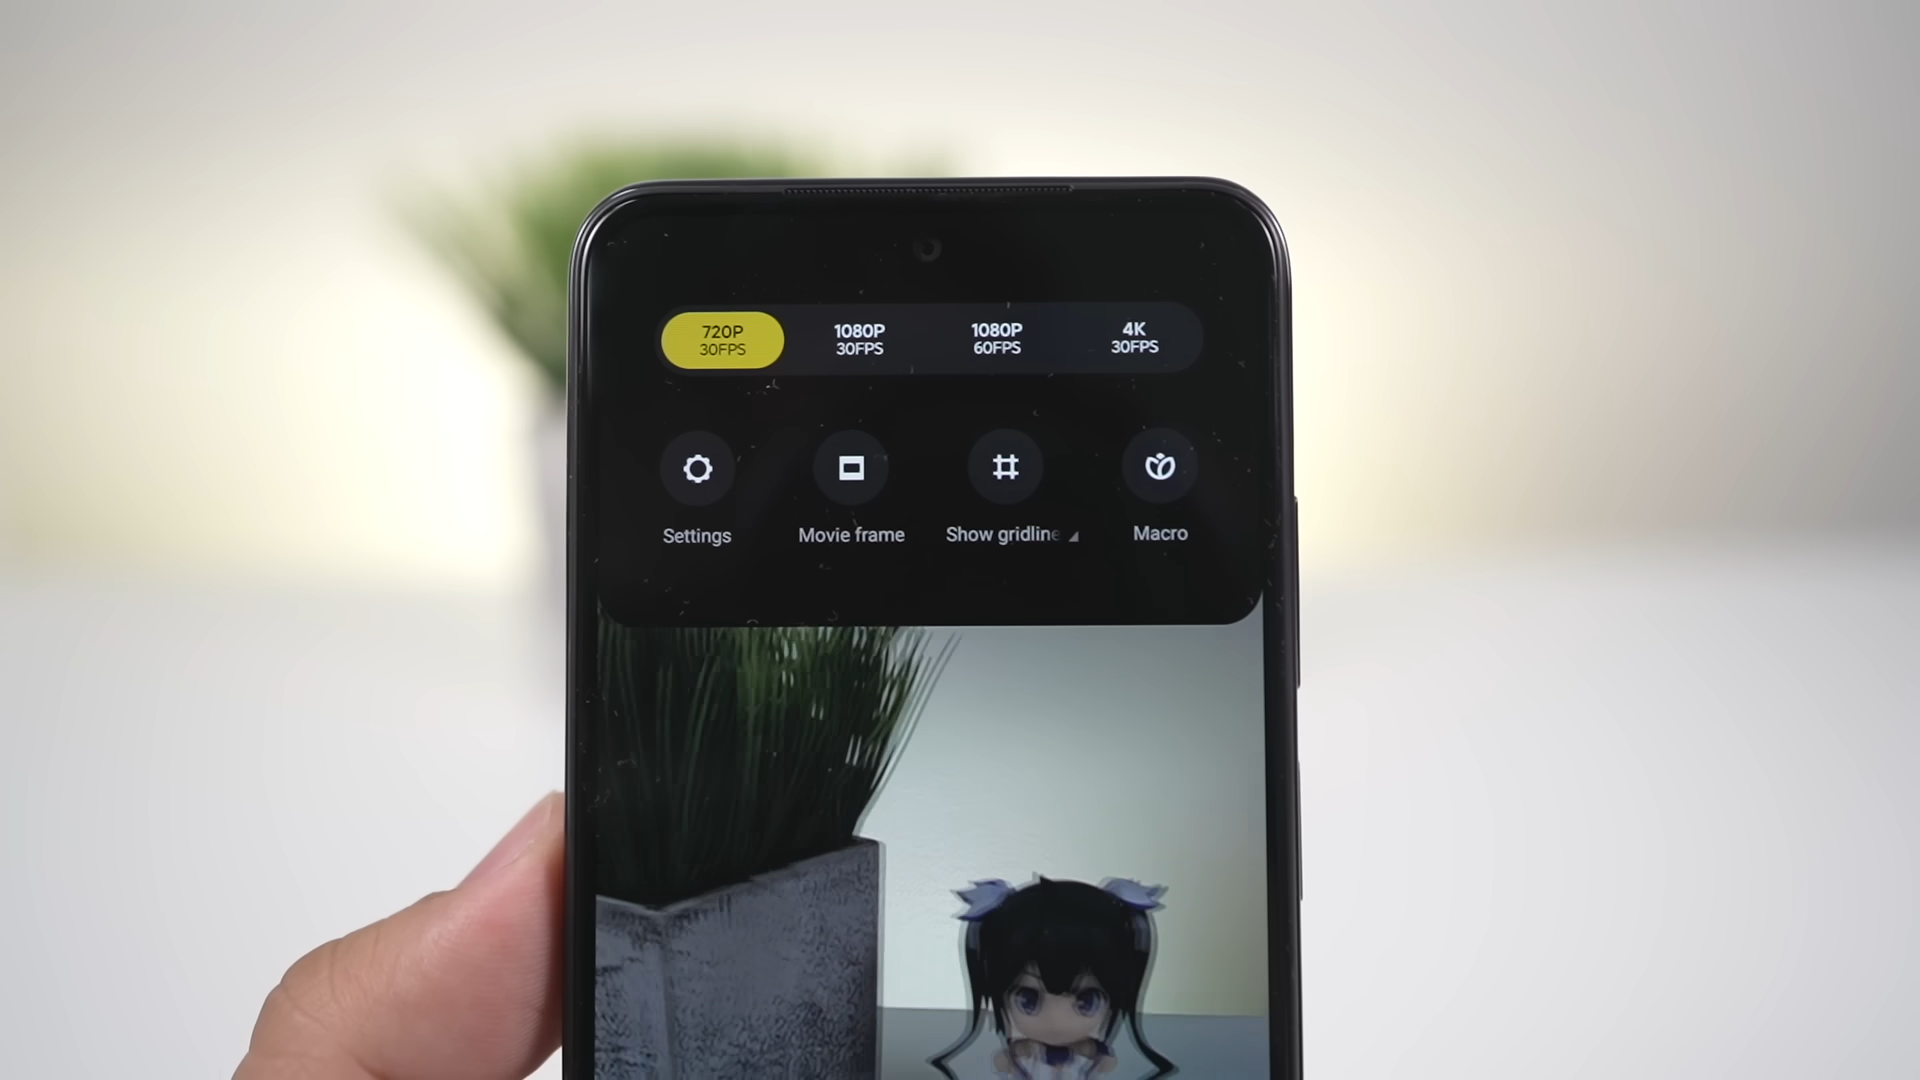 720P
30FPS
1080P
30FPS
1080P
60FPS
4K
30FPS
Settings
Movie frame
Show gridline
Macro